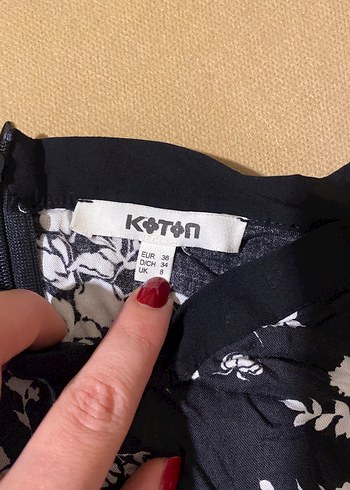 KOTON
EUR 36
D/CH 34
UK 8